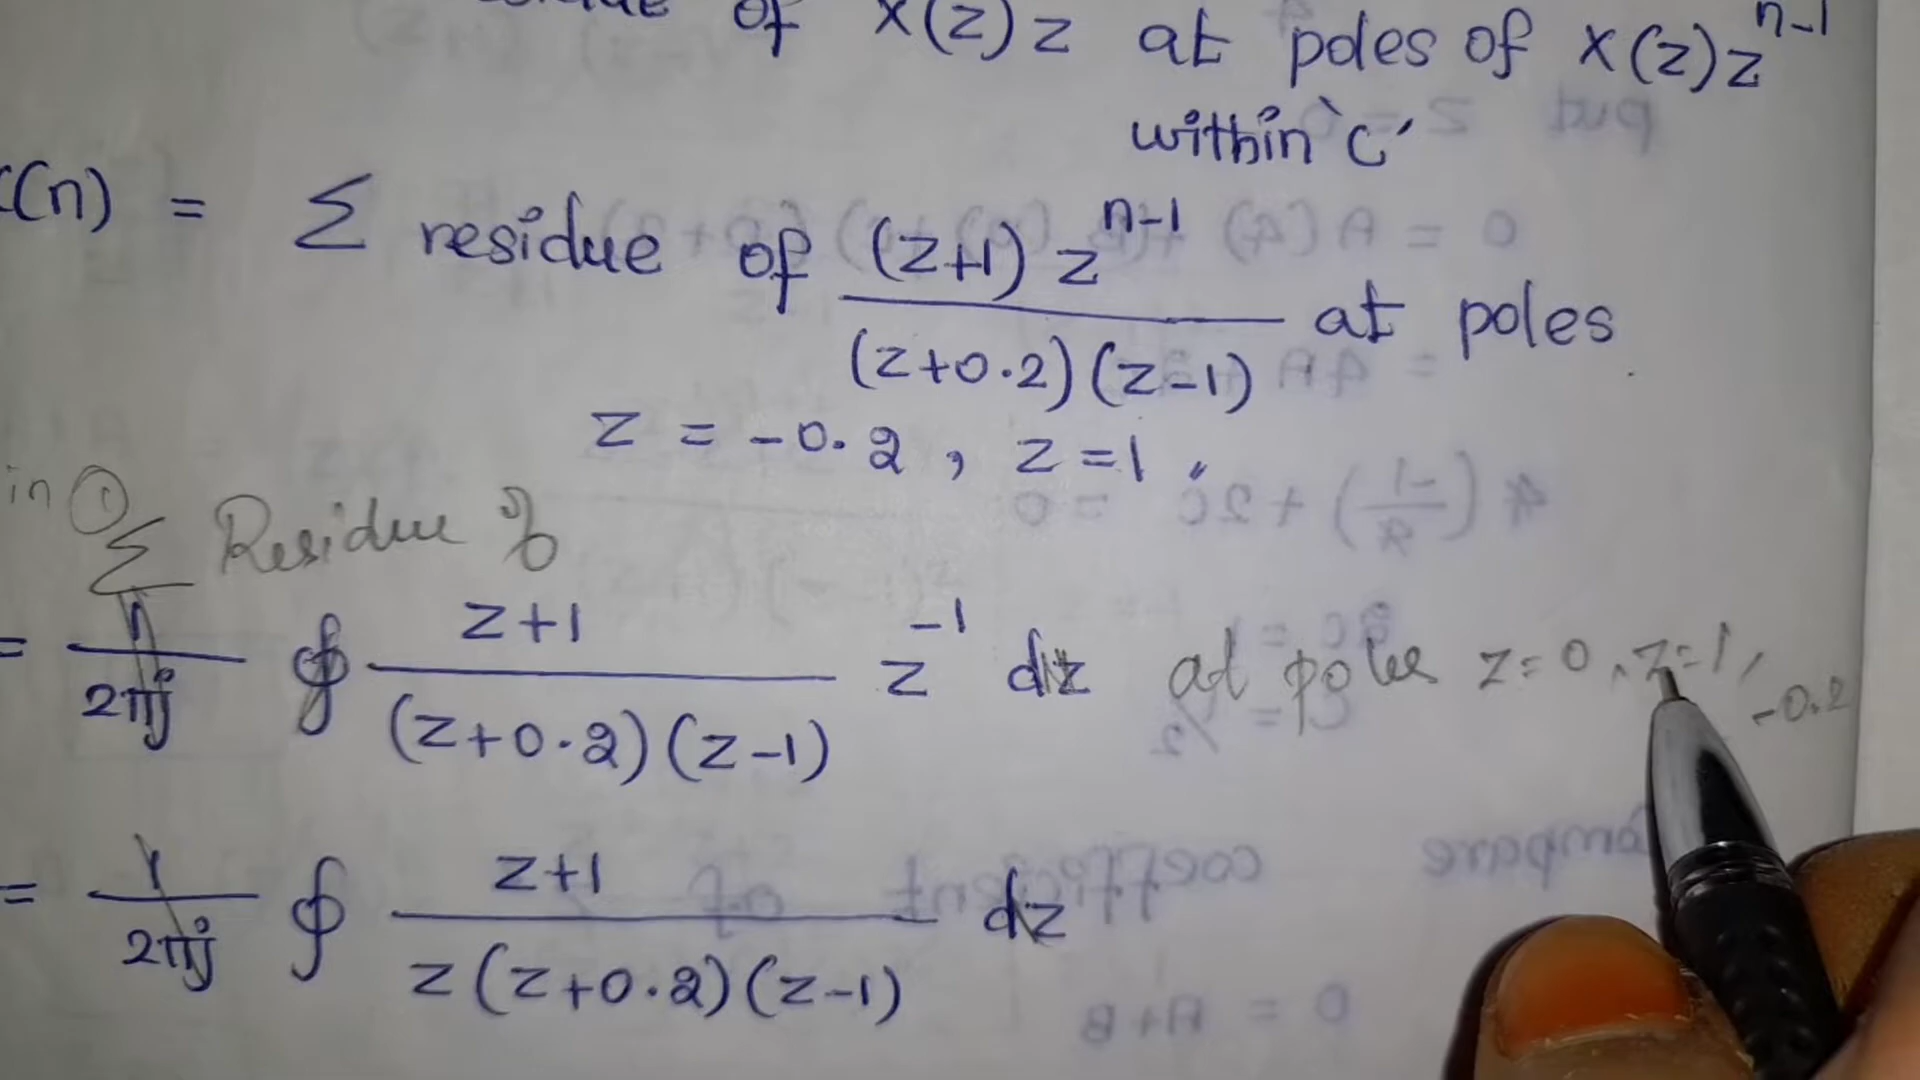 of X(z) z at poles of X(z) z^{n-1}
within 'C'
(n) = Σ residue of (z+1) z^{n-1} / (z+0.2)(z-1) at poles
z = -0.2, z = 1.
in ①
Σ Residue of
= 1/2πj ∮ z+1 / (z+0.2)(z-1) z^{-1} dz at poles z=0, z=1, -0.2
= 1/2πj ∮ z+1 / z(z+0.2)(z-1) dz